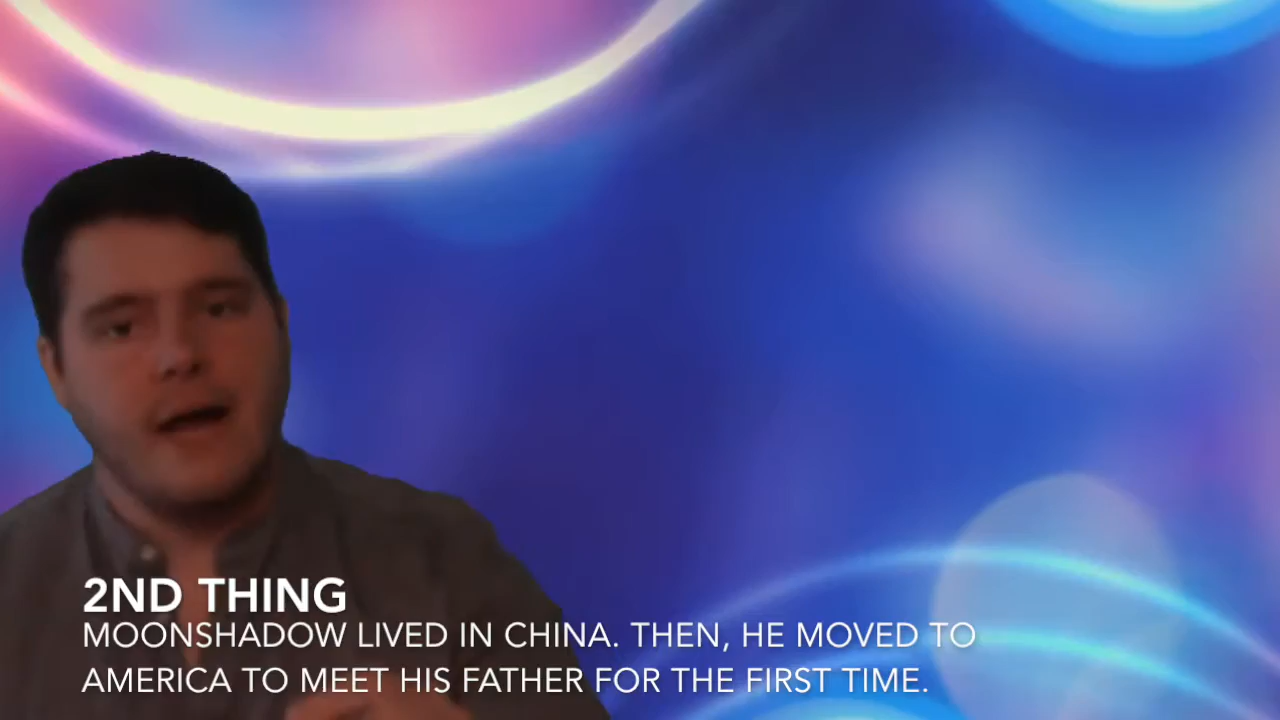 2ND THING
MOONSHADOW LIVED IN CHINA. THEN, HE MOVED TO
AMERICA TO MEET HIS FATHER FOR THE FIRST TIME.